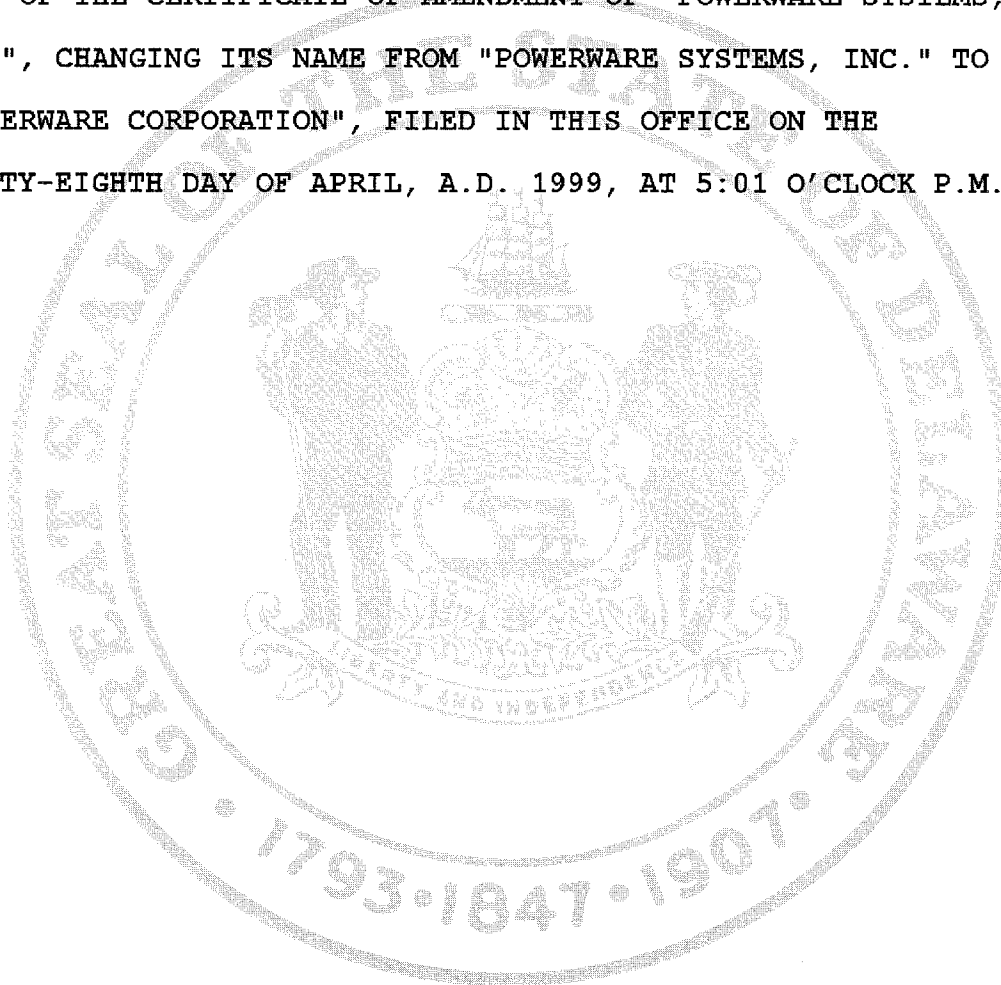 OF THE CERTIFICATE OF AMENDMENT OF "POWERWARE SYSTEMS,
", CHANGING ITS NAME FROM "POWERWARE SYSTEMS, INC." TO
ERWARE CORPORATION", FILED IN THIS OFFICE ON THE
TY-EIGHTH DAY OF APRIL, A.D. 1999, AT 5:01 O'CLOCK P.M.
GREAT SEAL OF THE STATE OF DELAWARE
LIBERTY AND INDEPENDENCE
1793•1847•1907